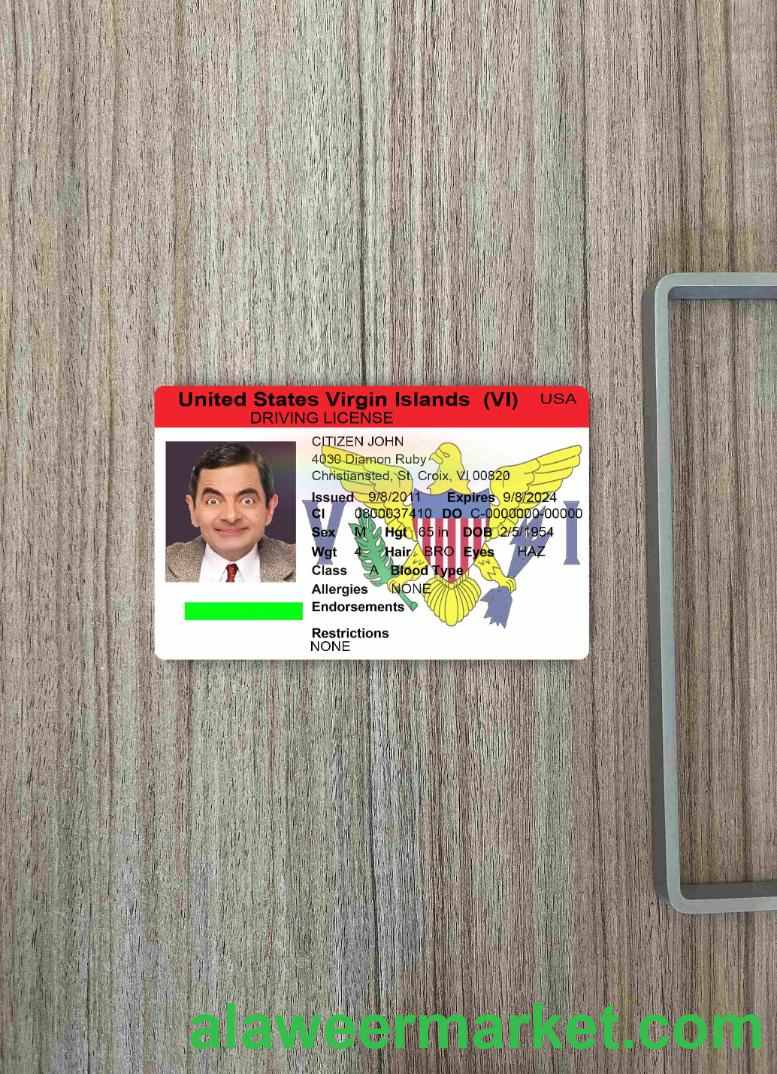 United States Virgin Islands (VI) USA
DRIVING LICENSE
CITIZEN JOHN
4030 Diamon Ruby
Christiansted, St. Croix, VI 00820
Issued 9/8/2011 Expires 9/8/2024
CI 0800037410 DO C-0000000-00000
Sex M Hgt 65 in DOB 2/5/1954
Wgt 4 Hair BRO Eyes HAZ
Class A Blood Type
Allergies NONE
Endorsements
Restrictions
NONE
V I
alaweermarket.com